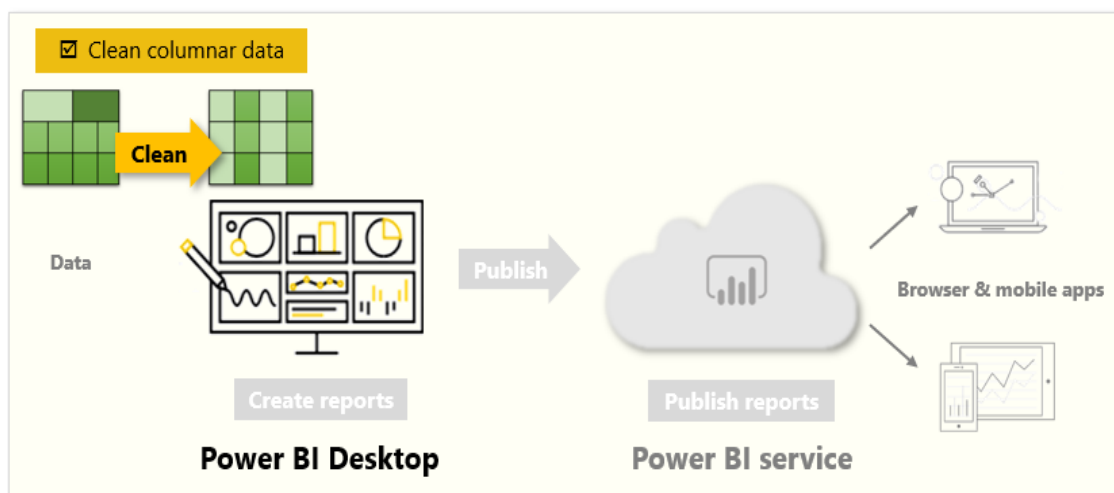 ☑ Clean columnar data
Clean
Data
Publish
Browser & mobile apps
Create reports
Publish reports
Power BI Desktop
Power BI service